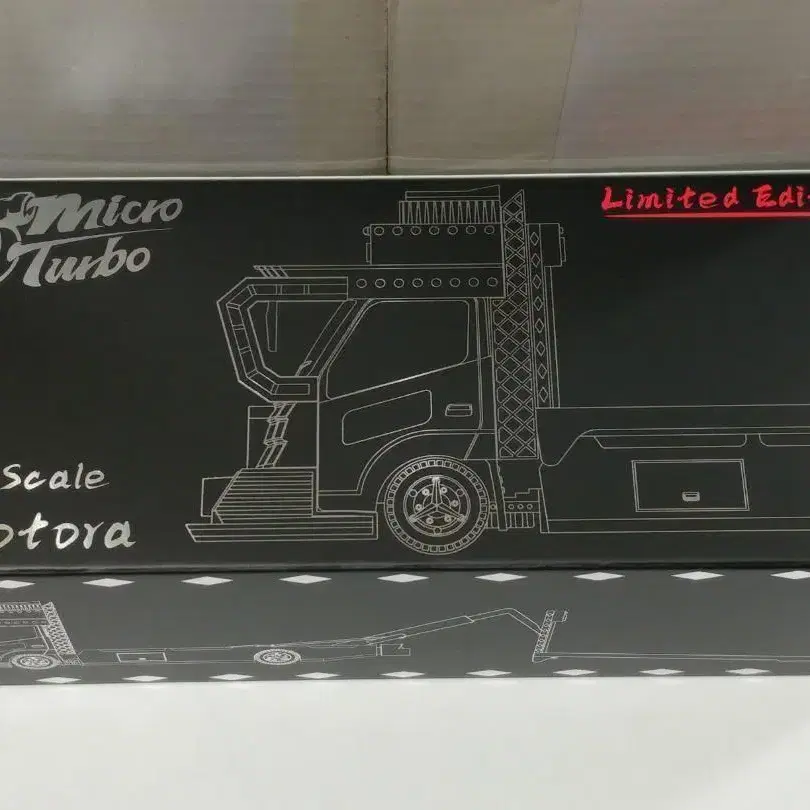 Micro
Turbo
Limited Edi
Scale
otora